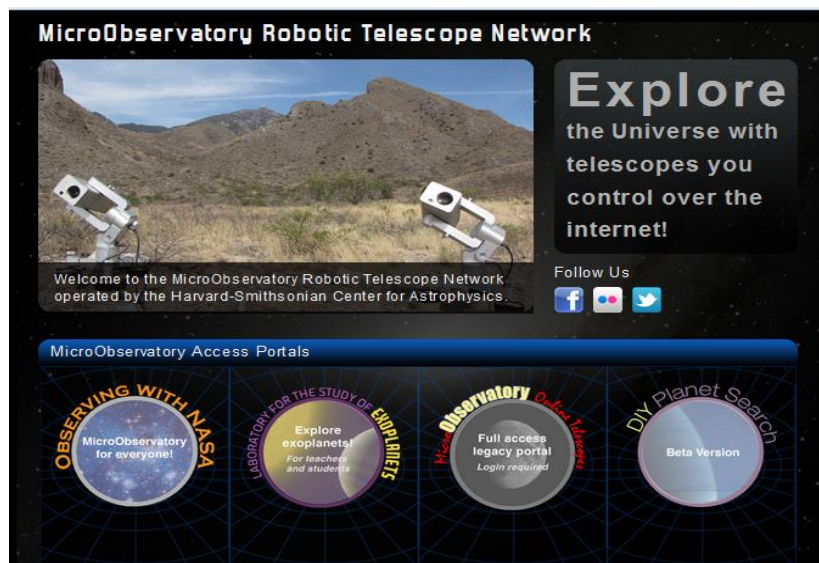 MicroObservatory Robotic Telescope Network
Explore
the Universe with
telescopes you
control over the
internet!
Welcome to the MicroObservatory Robotic Telescope Network
operated by the Harvard-Smithsonian Center for Astrophysics.
Follow Us
MicroObservatory Access Portals
OBSERVING WITH NASA
MicroObservatory
for everyone!
LABORATORY FOR THE STUDY OF EXOPLANETS
Explore
exoplanets!
For teachers
and students
MicroObservatory Online Telescopes
Full access
legacy portal
Login required
DIY Planet Search
Beta Version